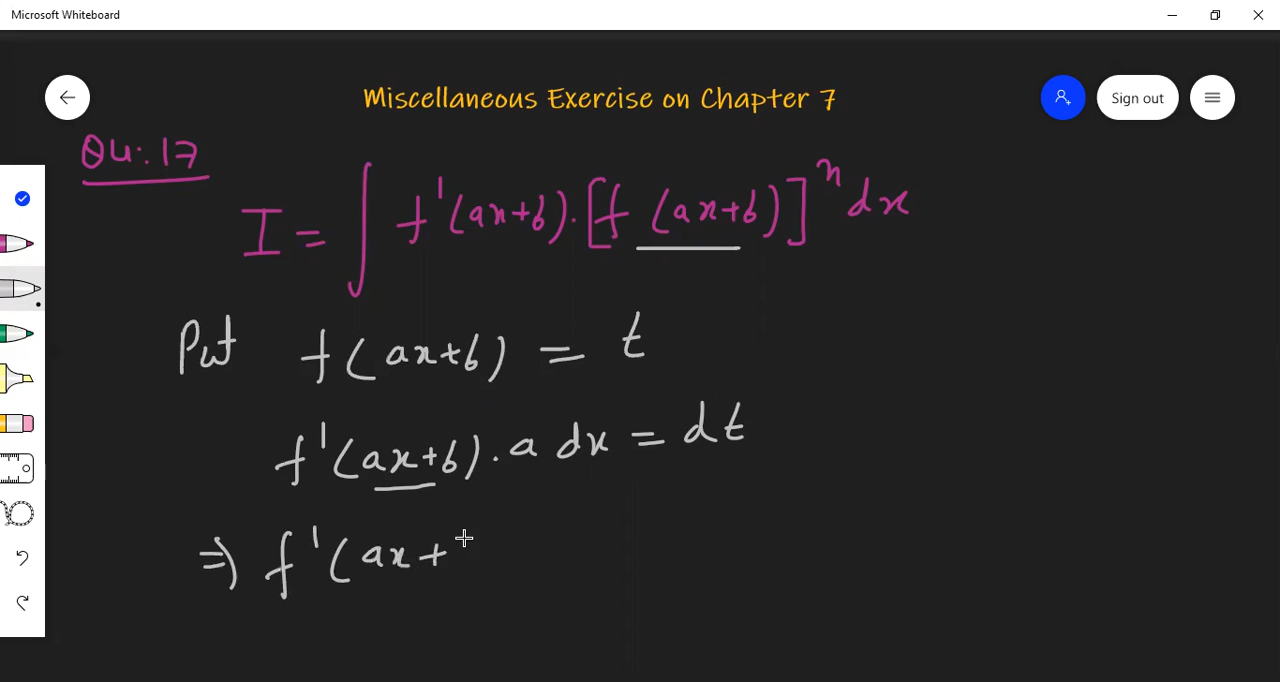 Microsoft Whiteboard
Miscellaneous Exercise on Chapter 7
Sign out
Qu:17
I = ∫ f'(ax+b).[f (ax+b)]ⁿ dx
Put f(ax+b) = t
f'(ax+b).a dx = dt
⇒ f'(ax+